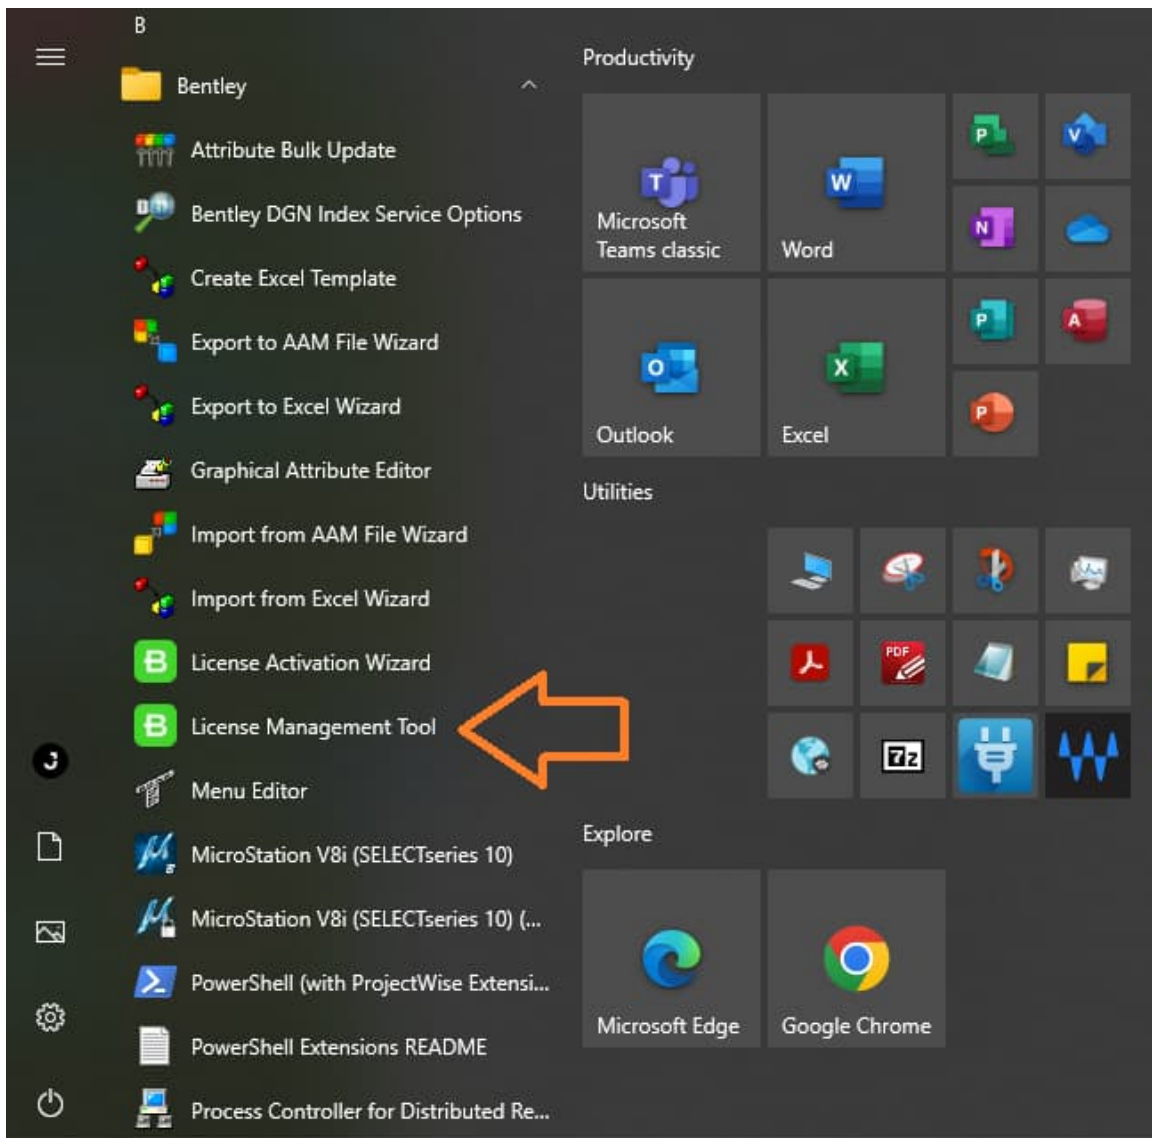 B
Bentley
Attribute Bulk Update
Bentley DGN Index Service Options
Create Excel Template
Export to AAM File Wizard
Export to Excel Wizard
Graphical Attribute Editor
Import from AAM File Wizard
Import from Excel Wizard
License Activation Wizard
License Management Tool
Menu Editor
MicroStation V8i (SELECTseries 10)
MicroStation V8i (SELECTseries 10) (...
PowerShell (with ProjectWise Extensi...
PowerShell Extensions README
Process Controller for Distributed Re...
Productivity
Microsoft
Teams classic
Word
Outlook
Excel
Utilities
PDF
7z
Explore
Microsoft Edge
Google Chrome